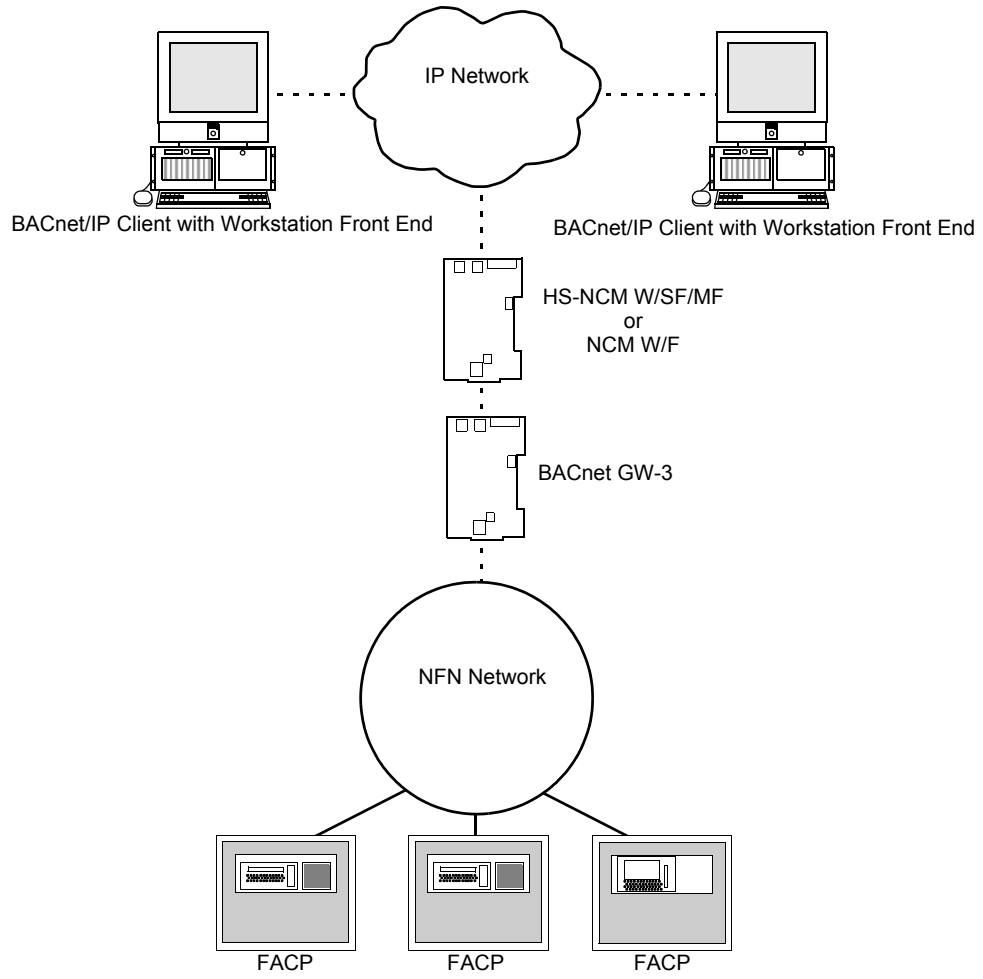 IP Network
BACnet/IP Client with Workstation Front End
BACnet/IP Client with Workstation Front End
HS-NCM W/SF/MF
or
NCM W/F
BACnet GW-3
NFN Network
FACP
FACP
FACP